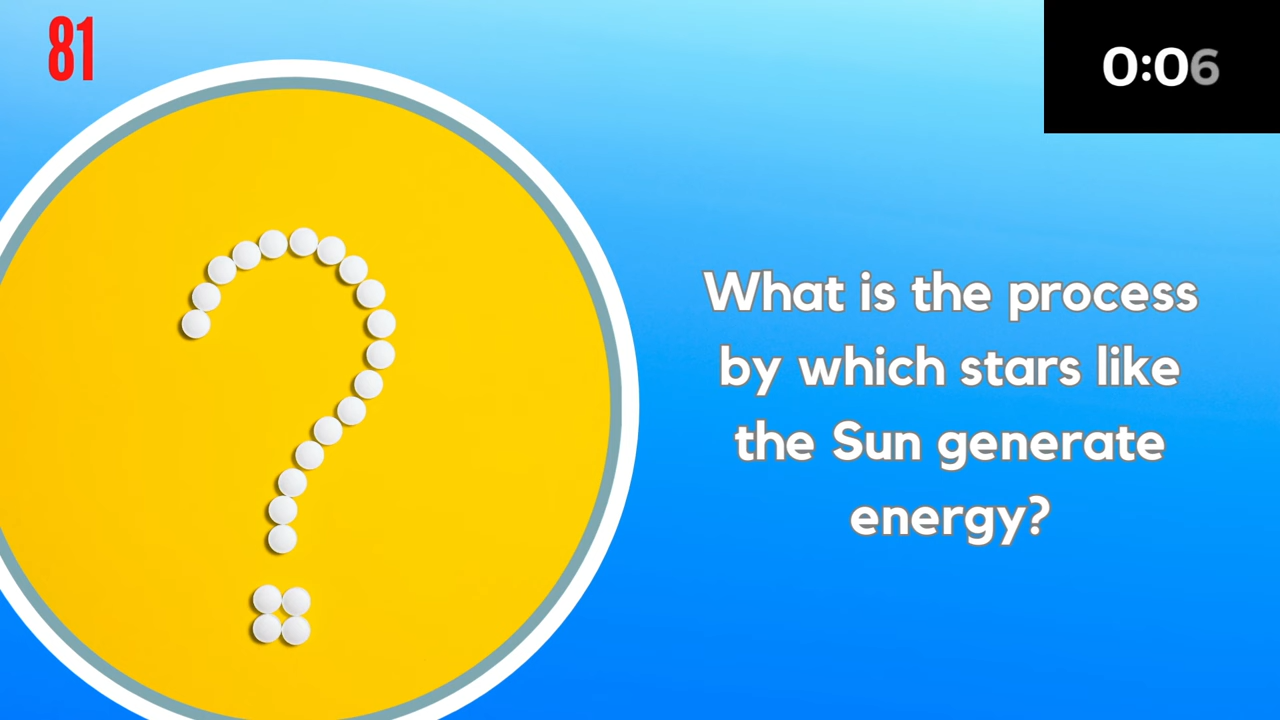 81
0:06
What is the process
by which stars like
the Sun generate
energy?